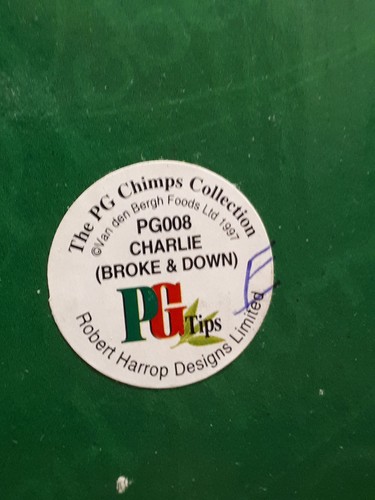 The PG Chimps Collection
©Van den Bergh Foods Ltd 1997
PG008
CHARLIE
(BROKE & DOWN)
PG Tips
Robert Harrop Designs Limited